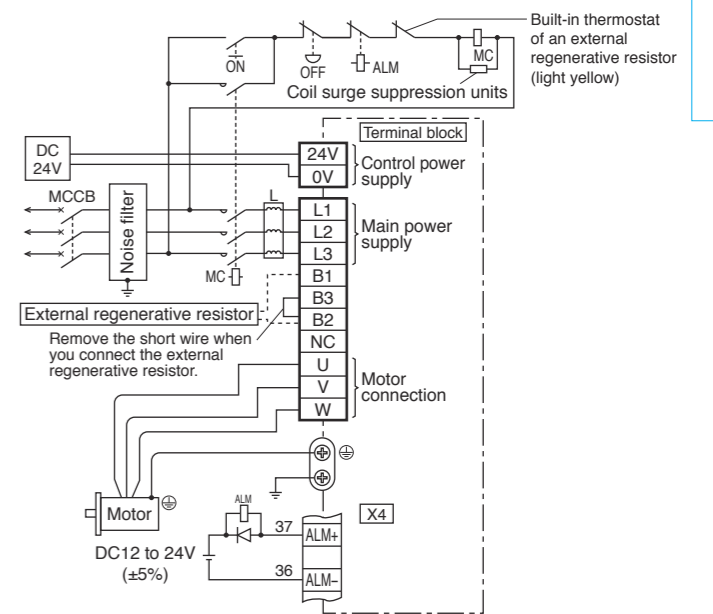 Built-in thermostat
of an external
regenerative resistor
(light yellow)
ON
OFF
ALM
MC
Coil surge suppression units
Terminal block
DC
24V
24V
0V
Control power
supply
MCCB
Noise filter
L
L1
L2
L3
Main power
supply
MC
B1
B3
B2
NC
External regenerative resistor
Remove the short wire when
you connect the external
regenerative resistor.
U
V
W
Motor
connection
Motor
ALM
X4
37
ALM+
DC12 to 24V
(±5%)
36
ALM−